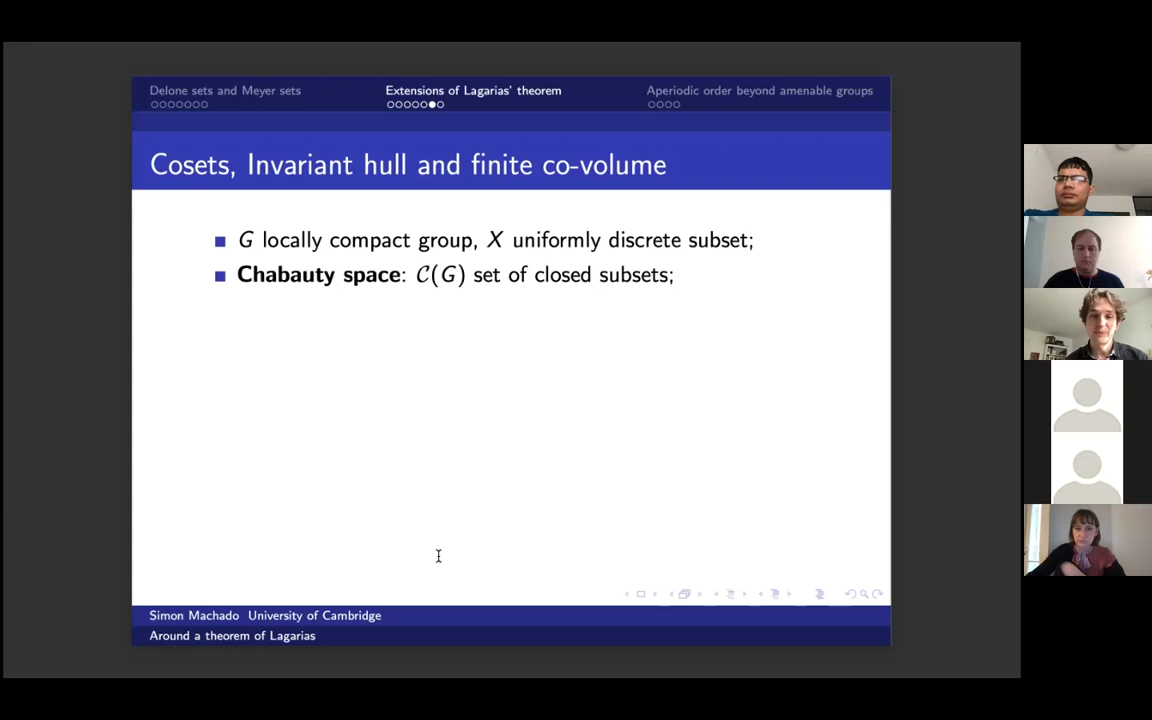 Delone sets and Meyer sets
Extensions of Lagarias' theorem
Aperiodic order beyond amenable groups
Cosets, Invariant hull and finite co-volume
G locally compact group, X uniformly discrete subset;
Chabauty space: 𝒞(G) set of closed subsets;
Simon Machado University of Cambridge
Around a theorem of Lagarias